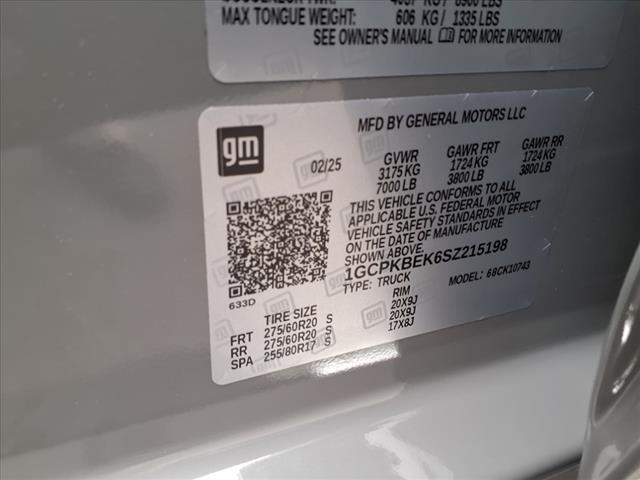 MAX TONGUE WEIGHT: 606 KG / 1335 LBS
SEE OWNER'S MANUAL FOR MORE INFORMATION
MFD BY GENERAL MOTORS LLC
gm
02/25
GVWR GAWR FRT GAWR RR
3175 KG 1724 KG 1724 KG
7000 LB 3800 LB 3800 LB
THIS VEHICLE CONFORMS TO ALL
APPLICABLE U.S. FEDERAL MOTOR
VEHICLE SAFETY STANDARDS IN EFFECT
ON THE DATE OF MANUFACTURE
SHOWN ABOVE.
1GCPKBEK6SZ215198
TYPE: TRUCK MODEL: 68CK10743
633D
TIRE SIZE RIM
FRT 275/60R20 S 20X9J
RR 275/60R20 S 20X9J
SPA 255/80R17 S 17X8J